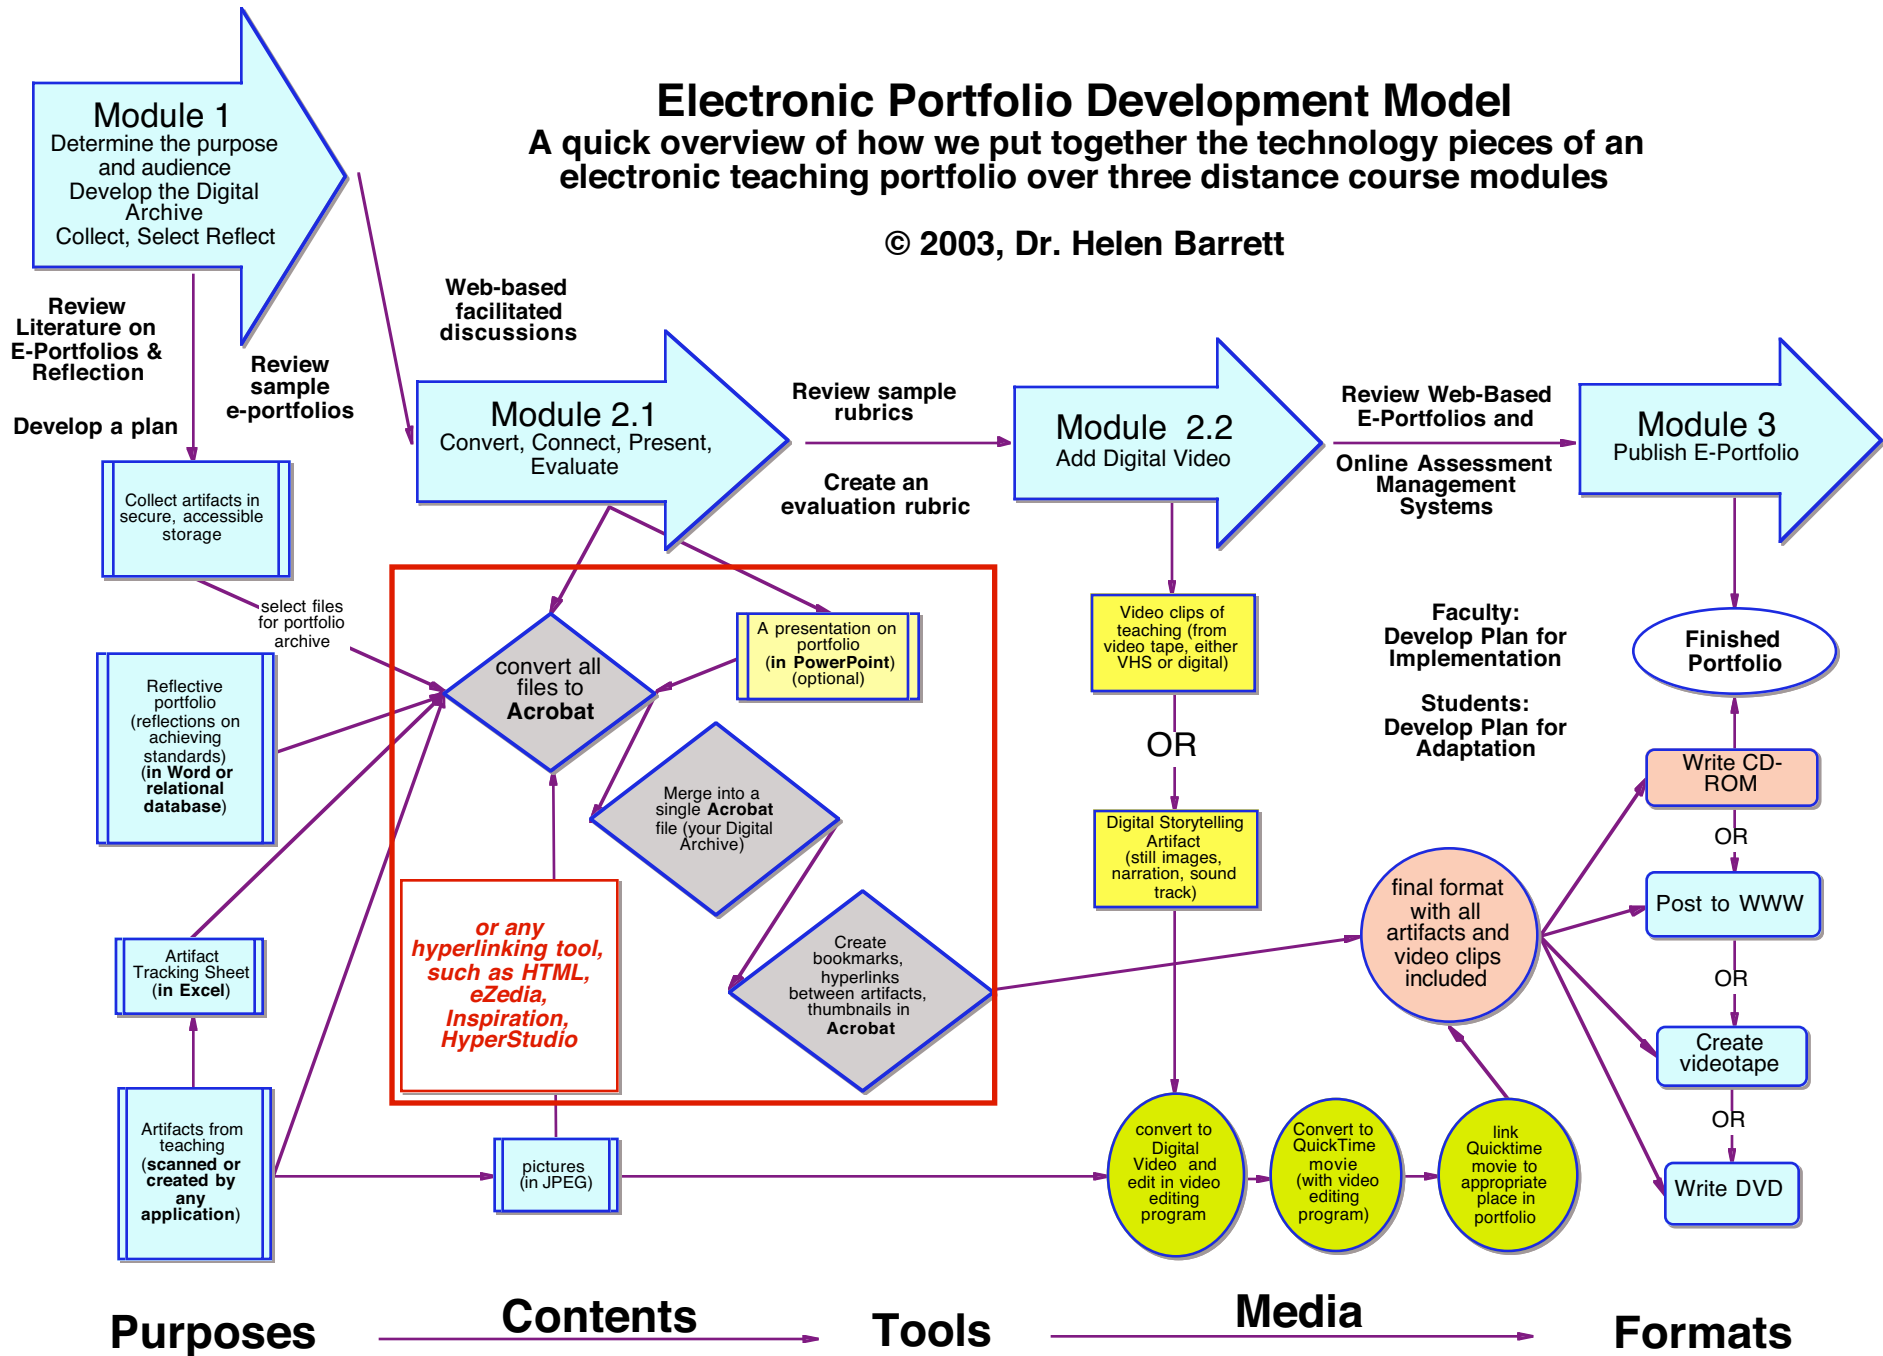 Electronic Portfolio Development Model
A quick overview of how we put together the technology pieces of an
electronic teaching portfolio over three distance course modules
© 2003, Dr. Helen Barrett
Module 1
Determine the purpose
and audience
Develop the Digital
Archive
Collect, Select Reflect
Review
Literature on
E-Portfolios &
Reflection
Review
sample
e-portfolios
Develop a plan
Web-based
facilitated
discussions
Module 2.1
Convert, Connect, Present,
Evaluate
Review sample
rubrics
Create an
evaluation rubric
Module 2.2
Add Digital Video
Review Web-Based
E-Portfolios and
Online Assessment
Management
Systems
Module 3
Publish E-Portfolio
Collect artifacts in
secure, accessible
storage
select files
for portfolio
archive
Reflective
portfolio
(reflections on
achieving
standards)
(in Word or
relational
database)
Artifact
Tracking Sheet
(in Excel)
Artifacts from
teaching
(scanned or
created by
any
application)
convert all
files to
Acrobat
A presentation on
portfolio
(in PowerPoint)
(optional)
Merge into a
single Acrobat
file (your Digital
Archive)
or any
hyperlinking tool,
such as HTML,
eZedia,
Inspiration,
HyperStudio
Create
bookmarks,
hyperlinks
between artifacts,
thumbnails in
Acrobat
pictures
(in JPEG)
Video clips of
teaching (from
video tape, either
VHS or digital)
OR
Digital Storytelling
Artifact
(still images,
narration, sound
track)
convert to
Digital
Video and
edit in video
editing
program
Convert to
QuickTime
movie
(with video
editing
program)
link
Quicktime
movie to
appropriate
place in
portfolio
Faculty:
Develop Plan for
Implementation
Students:
Develop Plan for
Adaptation
final format
with all
artifacts and
video clips
included
Finished
Portfolio
Write CD-
ROM
OR
Post to WWW
OR
Create
videotape
OR
Write DVD
Purposes
Contents
Tools
Media
Formats